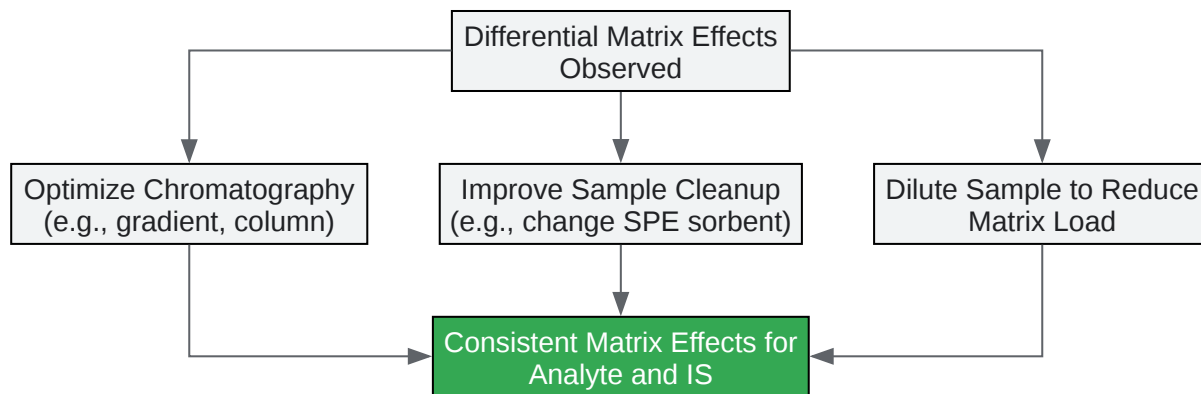 Differential Matrix Effects
Observed
Optimize Chromatography
(e.g., gradient, column)
Improve Sample Cleanup
(e.g., change SPE sorbent)
Dilute Sample to Reduce
Matrix Load
Consistent Matrix Effects for
Analyte and IS